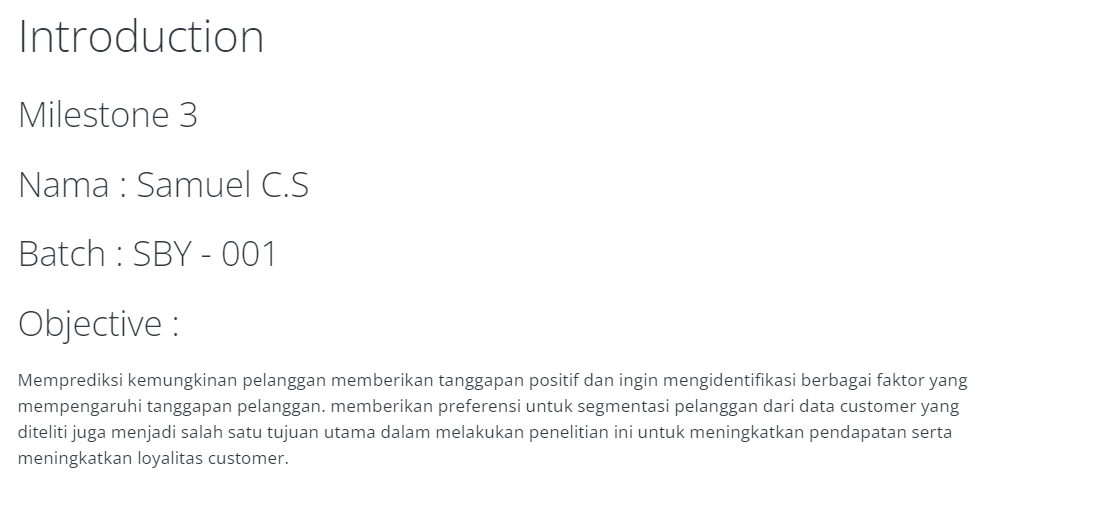 Introduction
Milestone 3
Nama : Samuel C.S
Batch : SBY - 001
Objective :
Memprediksi kemungkinan pelanggan memberikan tanggapan positif dan ingin mengidentifikasi berbagai faktor yang
mempengaruhi tanggapan pelanggan. memberikan preferensi untuk segmentasi pelanggan dari data customer yang
diteliti juga menjadi salah satu tujuan utama dalam melakukan penelitian ini untuk meningkatkan pendapatan serta
meningkatkan loyalitas customer.